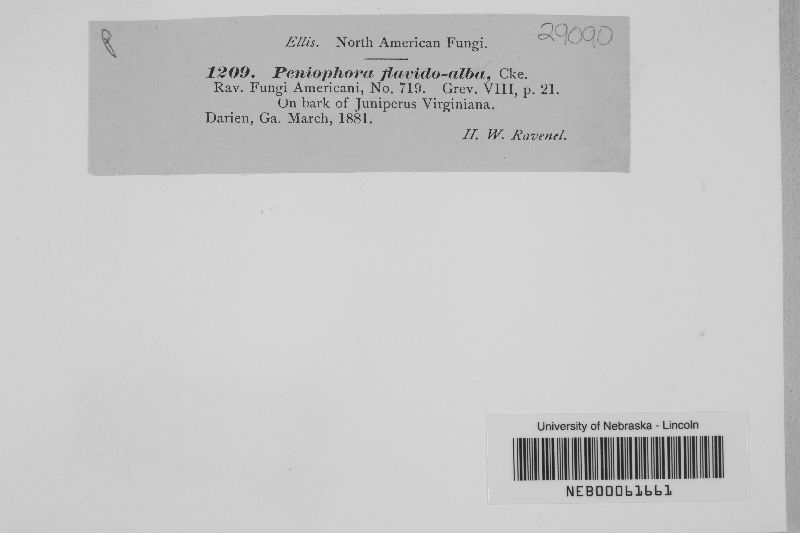 29090
Ellis. North American Fungi.
1209. Peniophora flavido-alba, Cke.
Rav. Fungi Americani, No. 719. Grev. VIII, p. 21.
On bark of Juniperus Virginiana.
Darien, Ga. March, 1881.
H. W. Ravenel.
University of Nebraska - Lincoln
NEB00061661